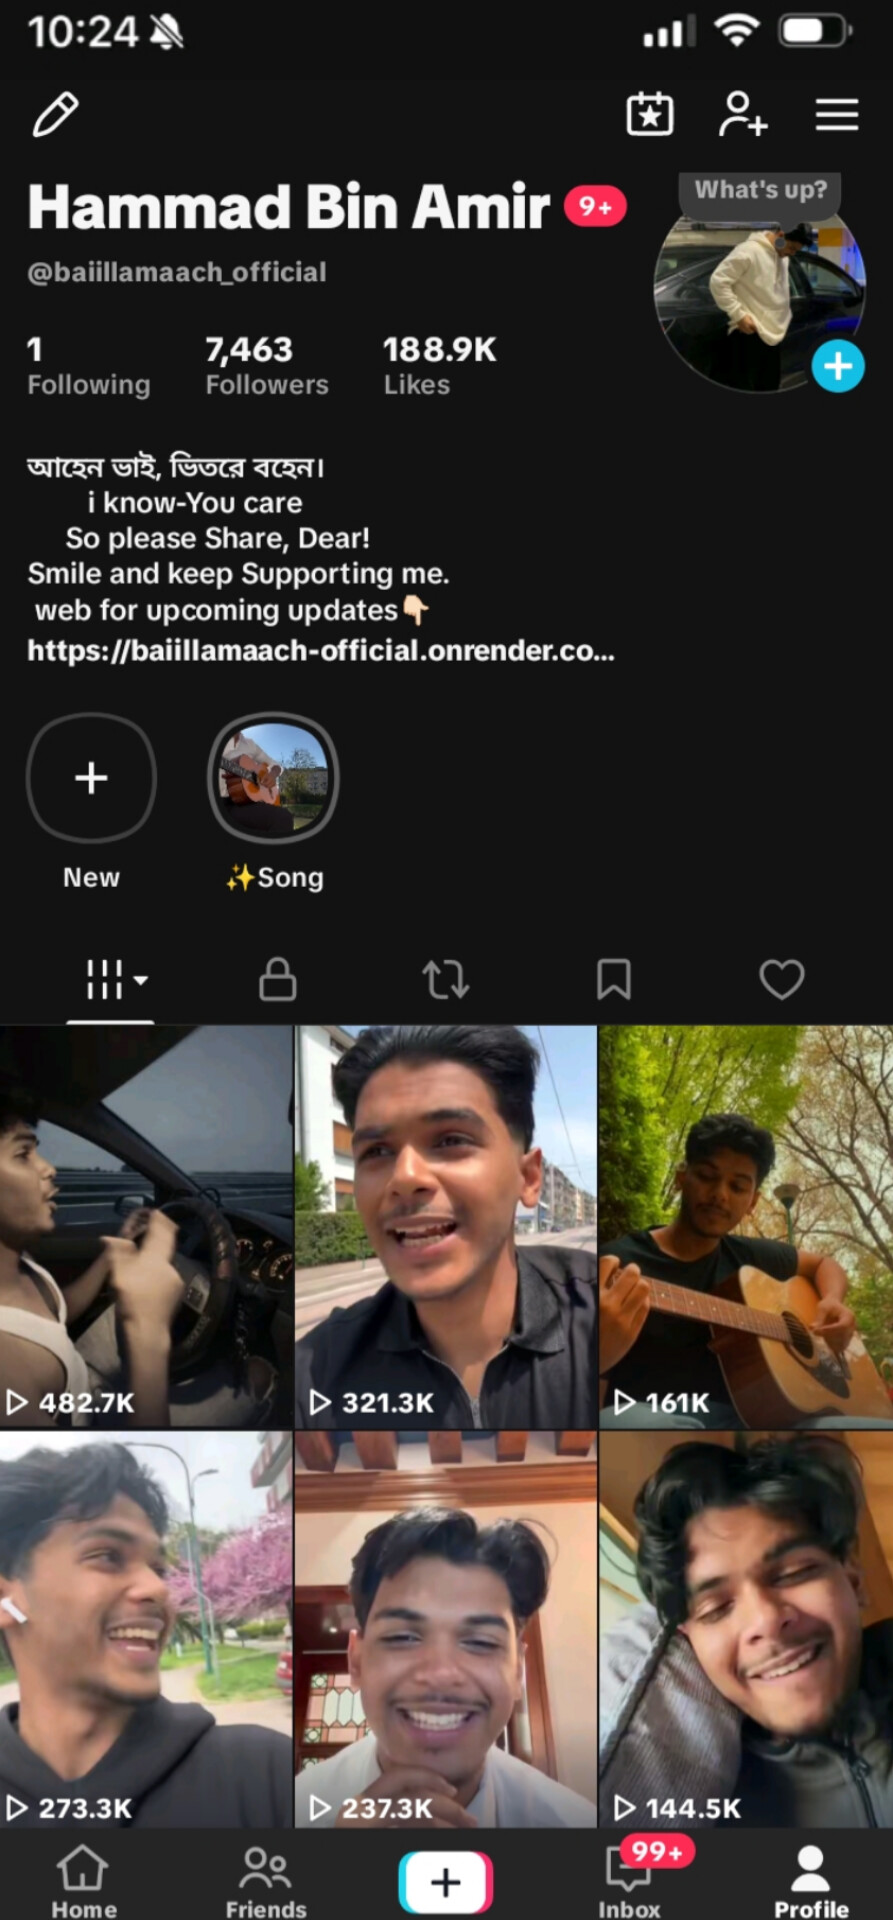 10:24
What's up?
Hammad Bin Amir 9+
@baiillamaach_official
1 7,463 188.9K
Following Followers Likes
আহেন ভাই, ভিতরে বহেন।
i know-You care
So please Share, Dear!
Smile and keep Supporting me.
web for upcoming updates👇🏻
https://baiillamaach-official.onrender.co...
New ✨Song
482.7K 321.3K 161K
273.3K 237.3K 144.5K
99+
Home Friends Inbox Profile